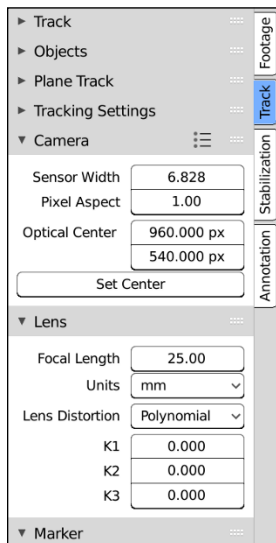 Track
Objects
Plane Track
Tracking Settings
Camera
Sensor Width 6.828
Pixel Aspect 1.00
Optical Center 960.000 px
540.000 px
Set Center
Lens
Focal Length 25.00
Units mm
Lens Distortion Polynomial
K1 0.000
K2 0.000
K3 0.000
Marker
Footage
Track
Stabilization
Annotation